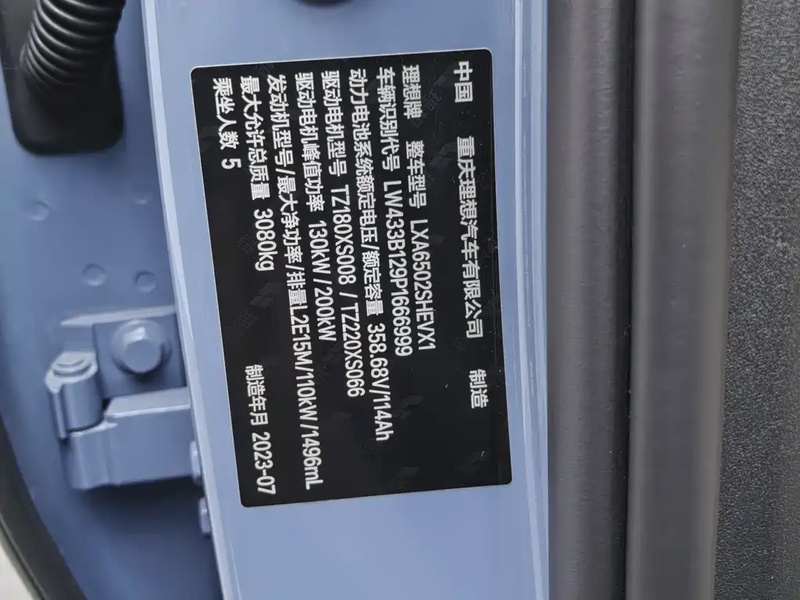 中国 重庆理想汽车有限公司 制造
理想牌 整车型号 LXA6502SHEVX1
车辆识别代号 LW433B129P1666999
动力电池系统额定电压/额定容量 358.68V/114Ah
驱动电机型号 TZ180XS008 / TZ220XS066
驱动电机峰值功率 130kW/200kW
发动机型号/最大净功率/排量L2E15M/110kW/1496mL
最大允许总质量 3080kg
乘坐人数 5 制造年月 2023-07